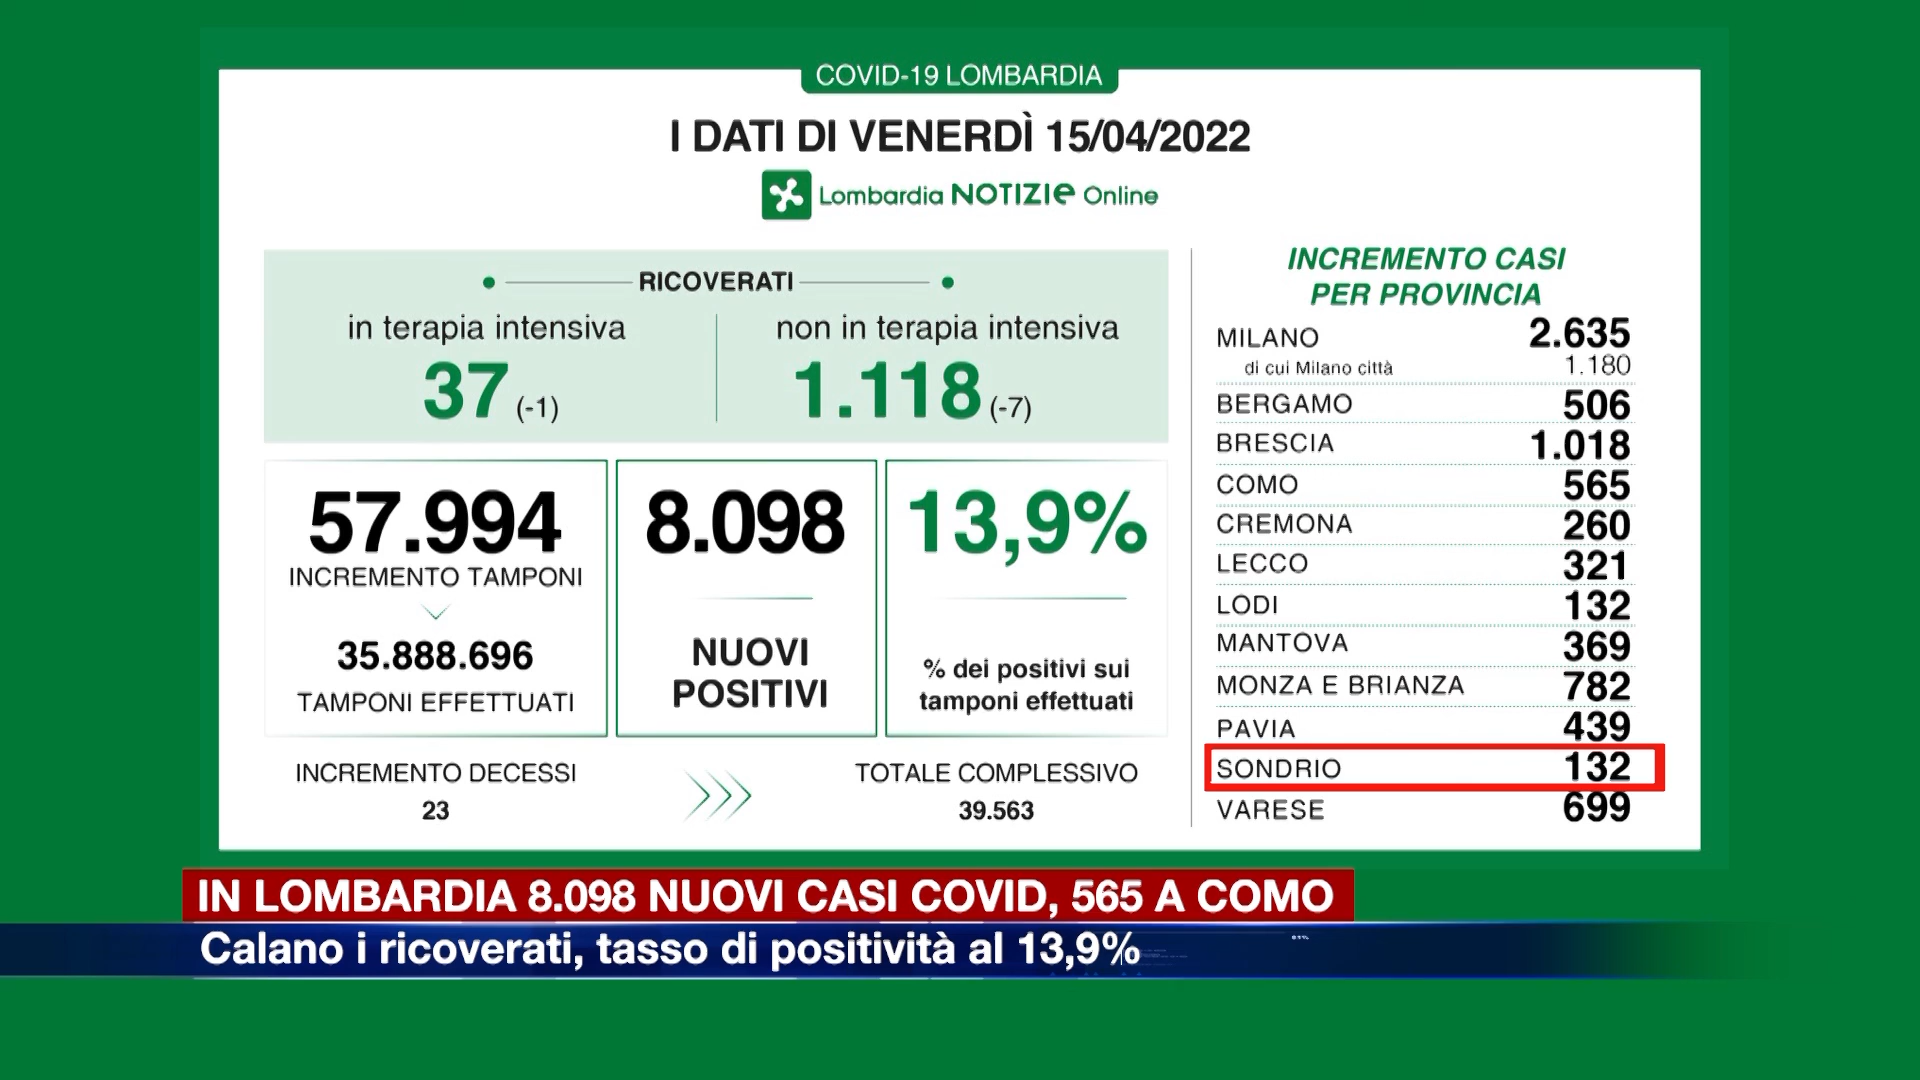 COVID-19 LOMBARDIA
I DATI DI VENERDÌ 15/04/2022
Lombardia NOTIZIE Online
RICOVERATI
in terapia intensiva
37 (-1)
non in terapia intensiva
1.118 (-7)
57.994
INCREMENTO TAMPONI
35.888.696
TAMPONI EFFETTUATI
8.098
NUOVI
POSITIVI
13,9%
% dei positivi sui
tamponi effettuati
INCREMENTO DECESSI
23
TOTALE COMPLESSIVO
39.563
INCREMENTO CASI
PER PROVINCIA
MILANO 2.635
di cui Milano città 1.180
BERGAMO 506
BRESCIA 1.018
COMO 565
CREMONA 260
LECCO 321
LODI 132
MANTOVA 369
MONZA E BRIANZA 782
PAVIA 439
SONDRIO 132
VARESE 699
IN LOMBARDIA 8.098 NUOVI CASI COVID, 565 A COMO
Calano i ricoverati, tasso di positività al 13,9%